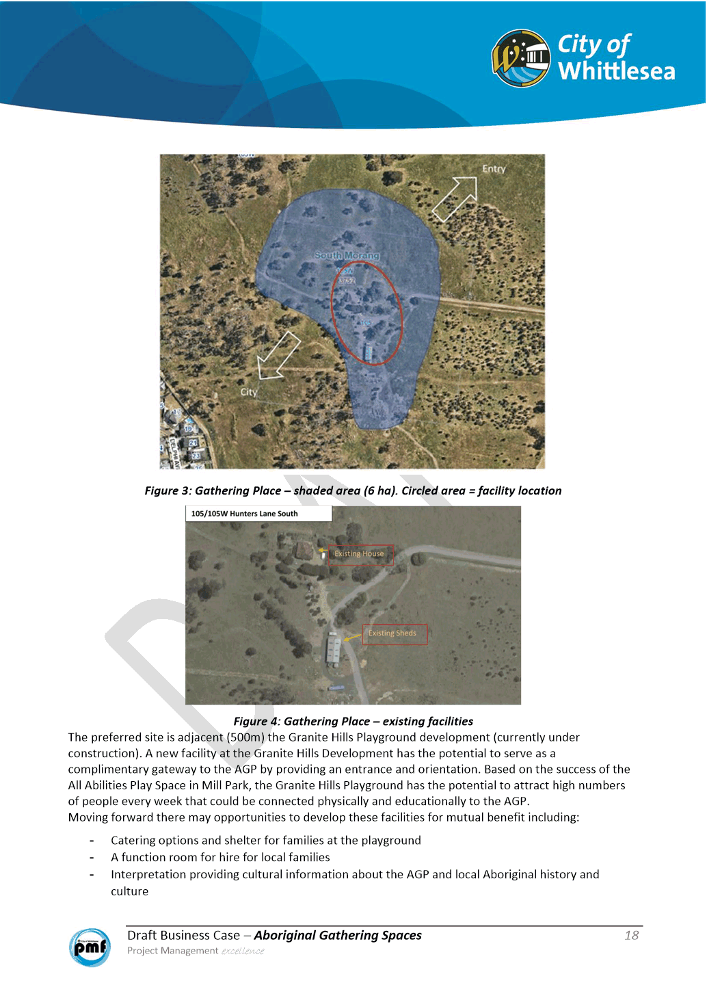 City of
Whittlesea
Entry
South Morang
105
City
19
21
23
Figure 3: Gathering Place – shaded area (6 ha). Circled area = facility location
105/105W Hunters Lane South
Existing House
Existing Sheds
Figure 4: Gathering Place – existing facilities
The preferred site is adjacent (500m) the Granite Hills Playground development (currently under
construction). A new facility at the Granite Hills Development has the potential to serve as a
complimentary gateway to the AGP by providing an entrance and orientation. Based on the success of the
All Abilities Play Space in Mill Park, the Granite Hills Playground has the potential to attract high numbers
of people every week that could be connected physically and educationally to the AGP.
Moving forward there may opportunities to develop these facilities for mutual benefit including:
- Catering options and shelter for families at the playground
- A function room for hire for local families
- Interpretation providing cultural information about the AGP and local Aboriginal history and
culture
pmf
Draft Business Case – Aboriginal Gathering Spaces
18
Project Management excellence